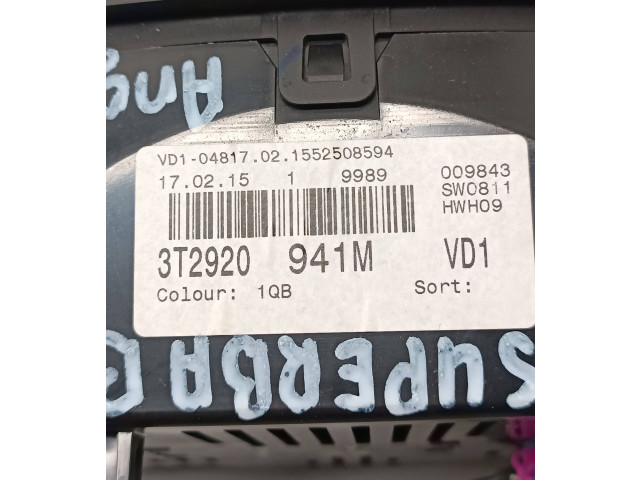 Ang
VD1-04817.02.1552508594
17.02.15 1 9989 009843
SW0811
HWH09
3T2920 941M VD1
Colour: 1QB Sort:
SUPERBA